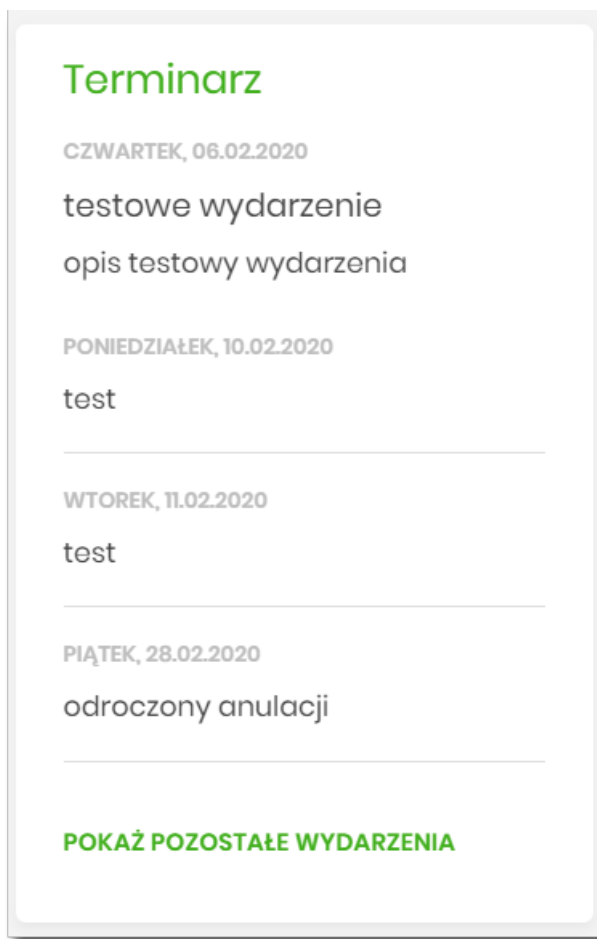 Terminarz
CZWARTEK, 06.02.2020
testowe wydarzenie
opis testowy wydarzenia
PONIEDZIAŁEK, 10.02.2020
test
WTOREK, 11.02.2020
test
PIĄTEK, 28.02.2020
odroczony anulacji
POKAŻ POZOSTAŁE WYDARZENIA